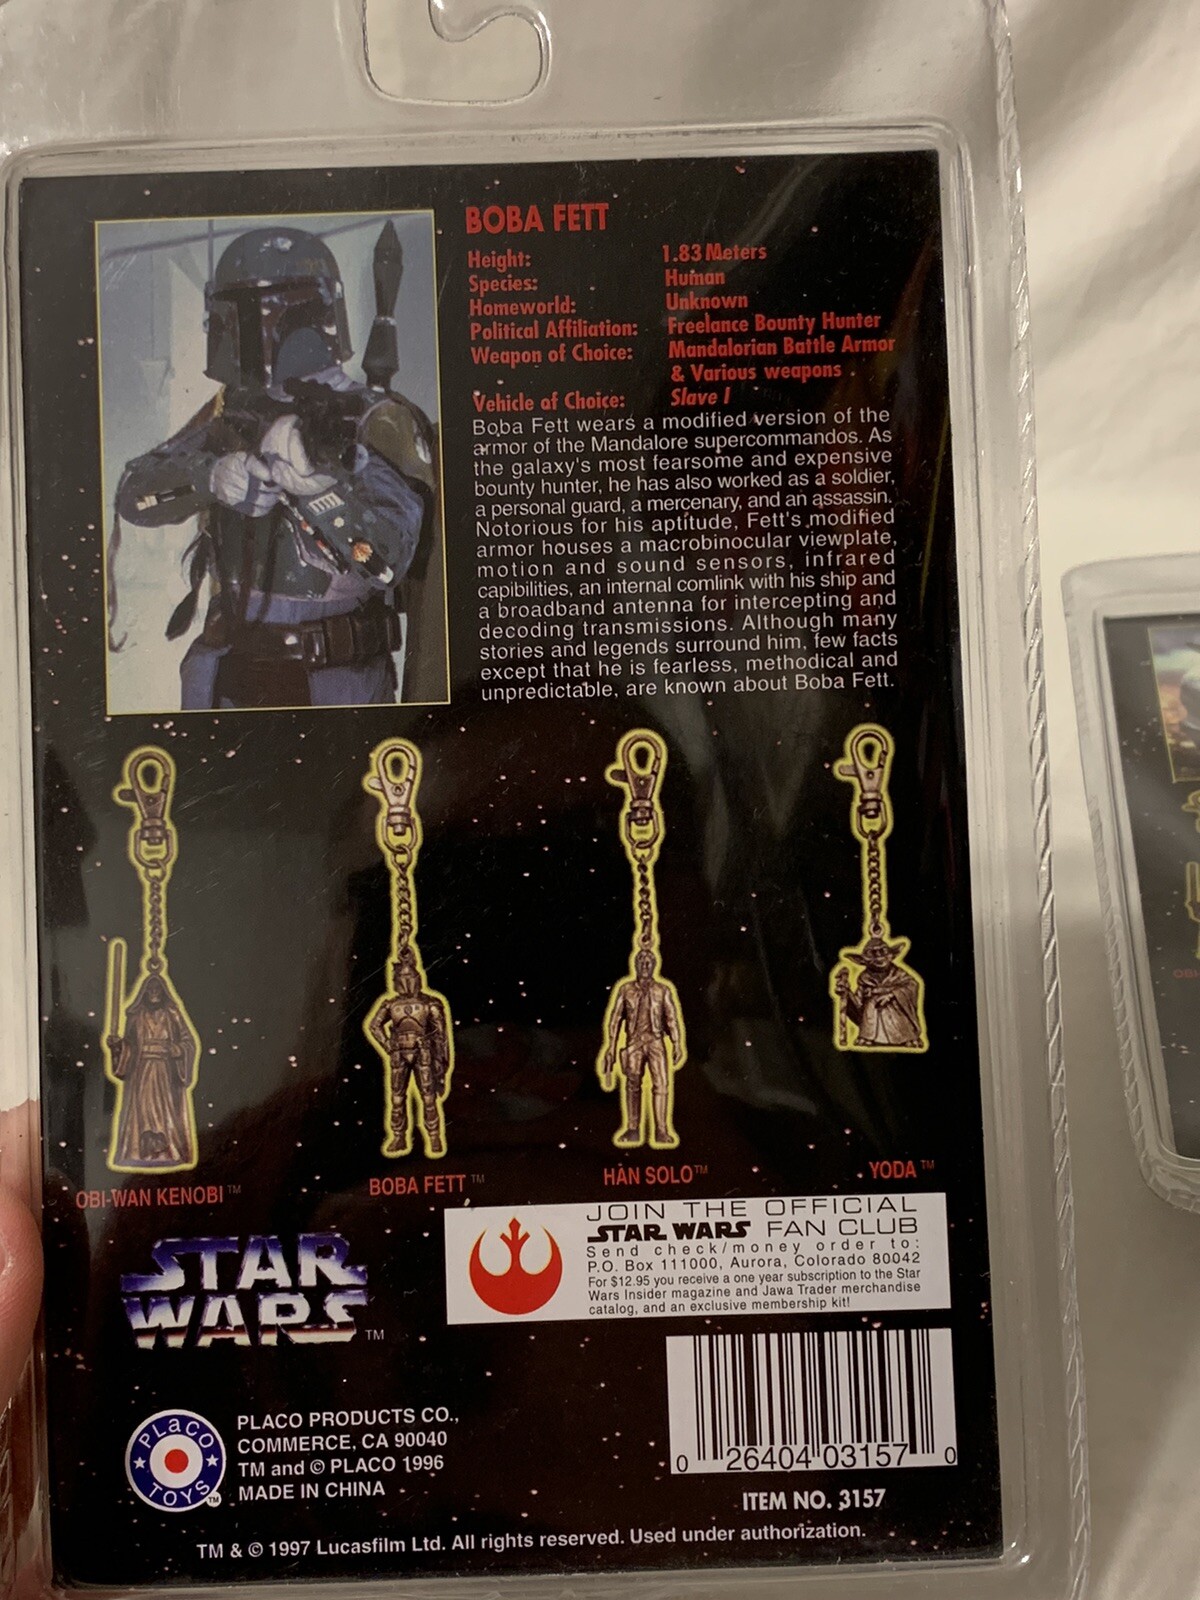 BOBA FETT
Height: 1.83 Meters
Species: Human
Homeworld: Unknown
Political Affiliation: Freelance Bounty Hunter
Weapon of Choice: Mandalorian Battle Armor
& Various weapons
Vehicle of Choice: Slave I
Boba Fett wears a modified version of the
armor of the Mandalore supercommandos. As
the galaxy's most fearsome and expensive
bounty hunter, he has also worked as a soldier,
a personal guard, a mercenary, and an assassin.
Notorious for his aptitude, Fett's modified
armor houses a macrobinocular viewplate,
motion and sound sensors, infrared
capibilities, an internal comlink with his ship and
a broadband antenna for intercepting and
decoding transmissions. Although many
stories and legends surround him, few facts
except that he is fearless, methodical and
unpredictable, are known about Boba Fett.
OBI-WAN KENOBI™
BOBA FETT™
HAN SOLO™
YODA™
JOIN THE OFFICIAL
STAR WARS FAN CLUB
Send check/money order to:
P.O. Box 111000, Aurora, Colorado 80042
For $12.95 you receive a one year subscription to the Star
Wars Insider magazine and Jawa Trader merchandise
catalog, and an exclusive membership kit!
STAR
WARS™
0 26404 03157 0
ITEM NO. 3157
PLaCO
TOYS™
PLACO PRODUCTS CO.,
COMMERCE, CA 90040
TM and © PLACO 1996
MADE IN CHINA
TM & © 1997 Lucasfilm Ltd. All rights reserved. Used under authorization.